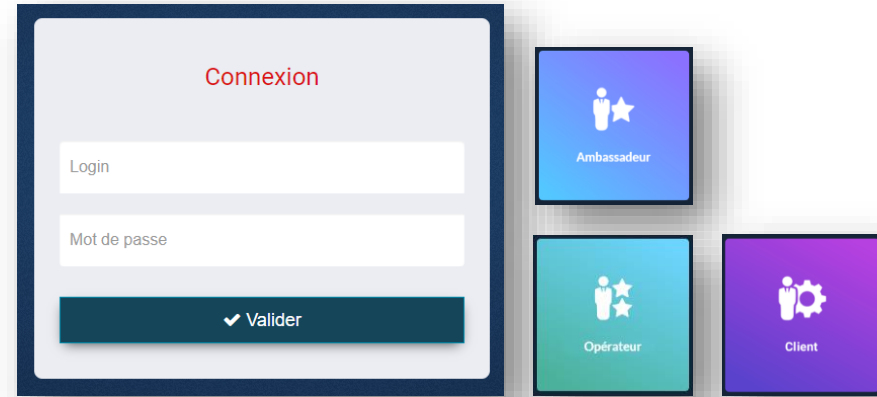 Connexion
Login
Mot de passe
Valider
Ambassadeur
Opérateur
Client